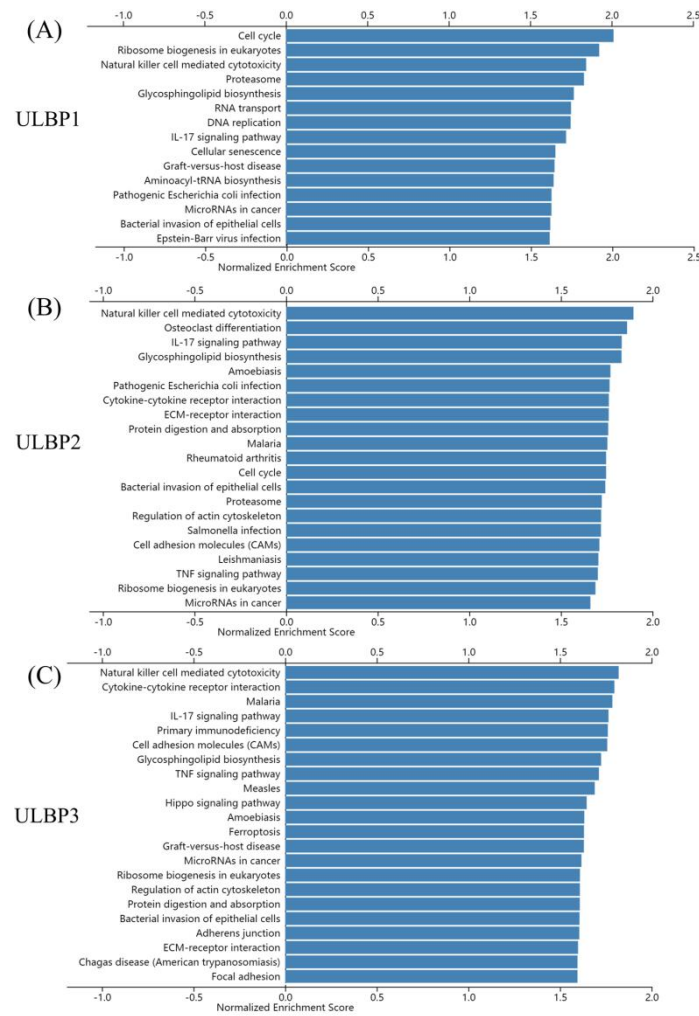 (A)
ULBP1
-1.0 -0.5 0.0 0.5 1.0 1.5 2.0 2.5
Cell cycle
Ribosome biogenesis in eukaryotes
Natural killer cell mediated cytotoxicity
Proteasome
Glycosphingolipid biosynthesis
RNA transport
DNA replication
IL-17 signaling pathway
Cellular senescence
Graft-versus-host disease
Aminoacyl-tRNA biosynthesis
Pathogenic Escherichia coli infection
MicroRNAs in cancer
Bacterial invasion of epithelial cells
Epstein-Barr virus infection
-1.0 -0.5 0.0 0.5 1.0 1.5 2.0 2.5
Normalized Enrichment Score
(B)
ULBP2
-1.0 -0.5 0.0 0.5 1.0 1.5 2.0
Natural killer cell mediated cytotoxicity
Osteoclast differentiation
IL-17 signaling pathway
Glycosphingolipid biosynthesis
Amoebiasis
Pathogenic Escherichia coli infection
Cytokine-cytokine receptor interaction
ECM-receptor interaction
Protein digestion and absorption
Malaria
Rheumatoid arthritis
Cell cycle
Bacterial invasion of epithelial cells
Proteasome
Regulation of actin cytoskeleton
Salmonella infection
Cell adhesion molecules (CAMs)
Leishmaniasis
TNF signaling pathway
Ribosome biogenesis in eukaryotes
MicroRNAs in cancer
-1.0 -0.5 0.0 0.5 1.0 1.5 2.0
Normalized Enrichment Score
(C)
ULBP3
-1.0 -0.5 0.0 0.5 1.0 1.5 2.0
Natural killer cell mediated cytotoxicity
Cytokine-cytokine receptor interaction
Malaria
IL-17 signaling pathway
Primary immunodeficiency
Cell adhesion molecules (CAMs)
Glycosphingolipid biosynthesis
TNF signaling pathway
Measles
Hippo signaling pathway
Amoebiasis
Ferroptosis
Graft-versus-host disease
MicroRNAs in cancer
Ribosome biogenesis in eukaryotes
Regulation of actin cytoskeleton
Protein digestion and absorption
Bacterial invasion of epithelial cells
Adherens junction
ECM-receptor interaction
Chagas disease (American trypanosomiasis)
Focal adhesion
-1.0 -0.5 0.0 0.5 1.0 1.5 2.0
Normalized Enrichment Score